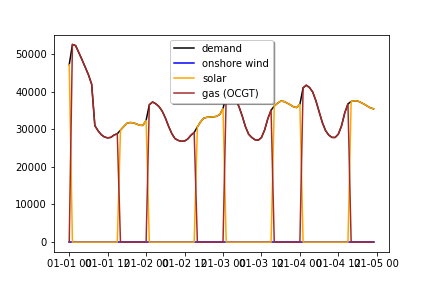 50000
40000
30000
20000
10000
0
demand
onshore wind
solar
gas (OCGT)
01-01 00 01-01 12 01-02 00 01-02 12 01-03 00 01-03 12 01-04 00 01-04 12 01-05 00